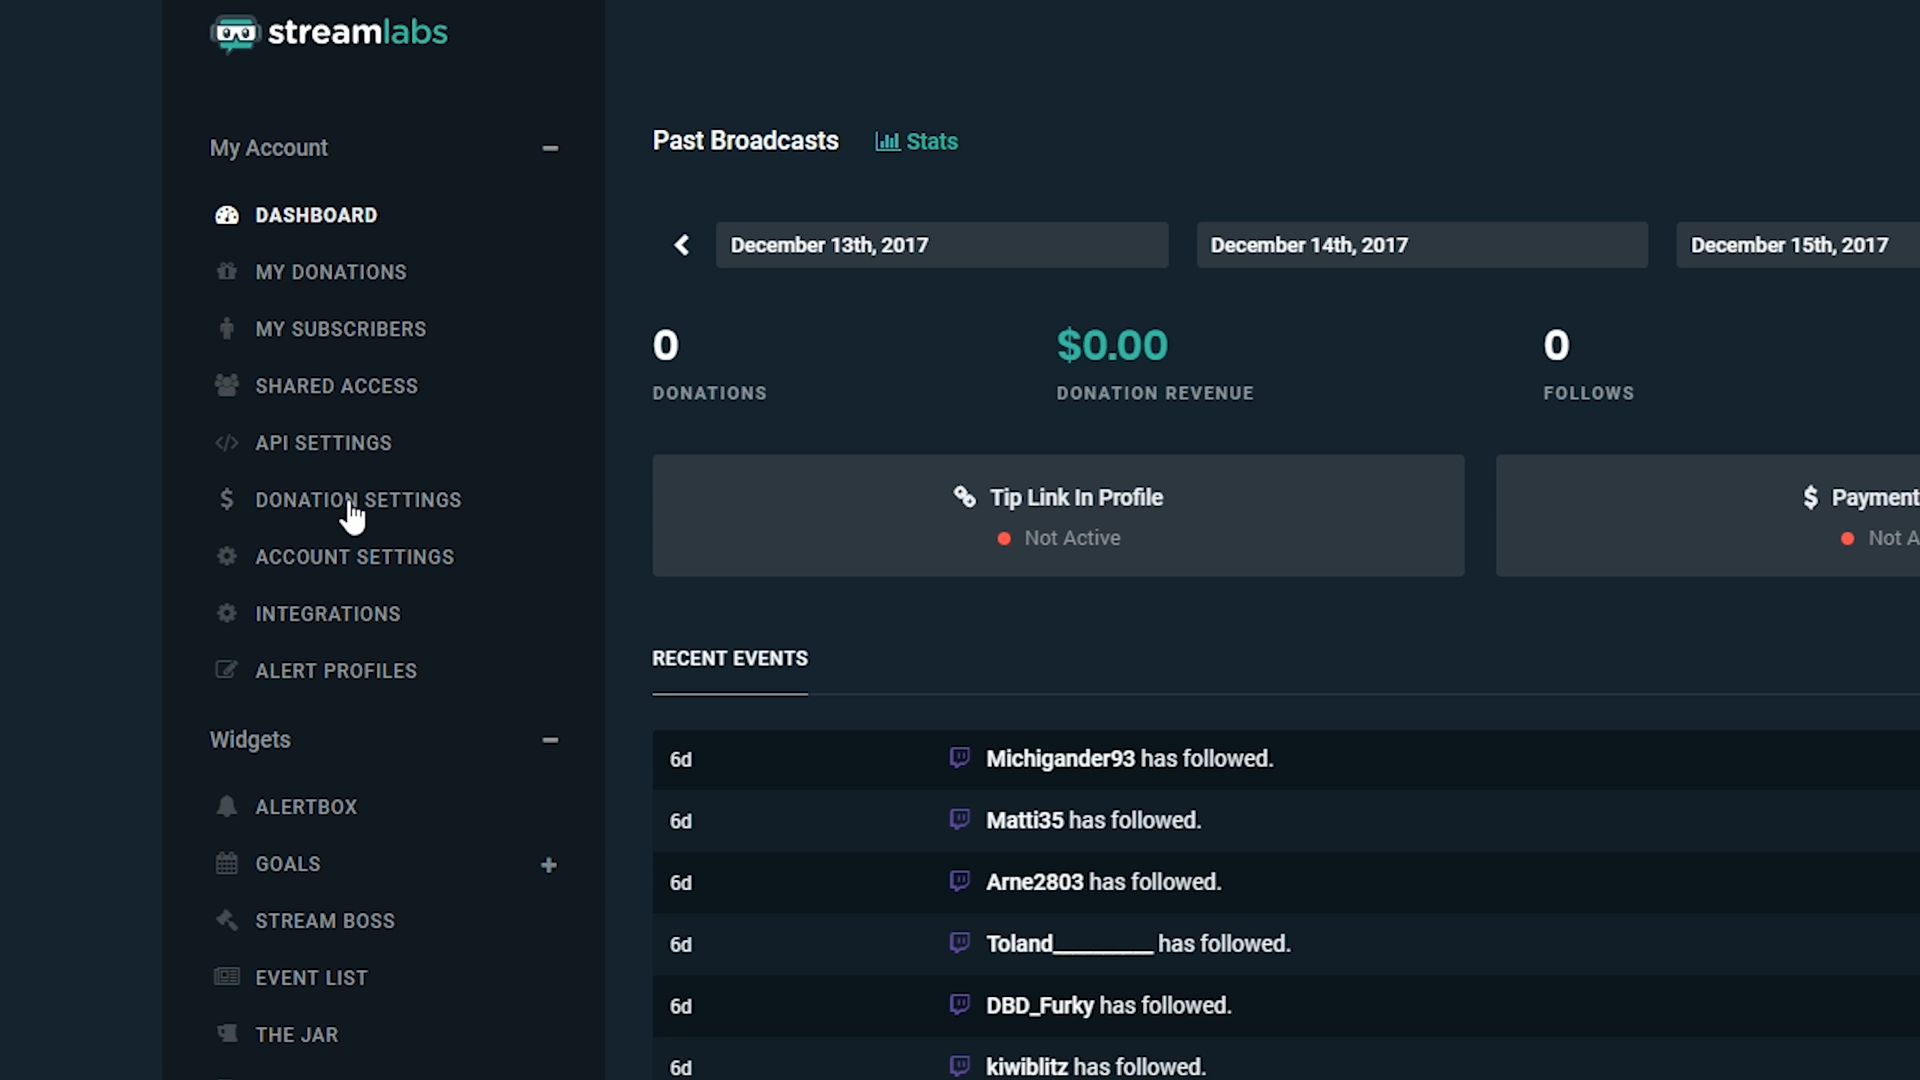 streamlabs
My Account
DASHBOARD
MY DONATIONS
MY SUBSCRIBERS
SHARED ACCESS
API SETTINGS
DONATION SETTINGS
ACCOUNT SETTINGS
INTEGRATIONS
ALERT PROFILES
Widgets
ALERTBOX
GOALS
STREAM BOSS
EVENT LIST
THE JAR
Past Broadcasts Stats
December 13th, 2017 December 14th, 2017 December 15th, 2017
0 $0.00 0
DONATIONS DONATION REVENUE FOLLOWS
Tip Link In Profile $ Payment
Not Active Not A
RECENT EVENTS
6d Michigander93 has followed.
6d Matti35 has followed.
6d Arne2803 has followed.
6d Toland__________ has followed.
6d DBD_Furky has followed.
6d kiwiblitz has followed.